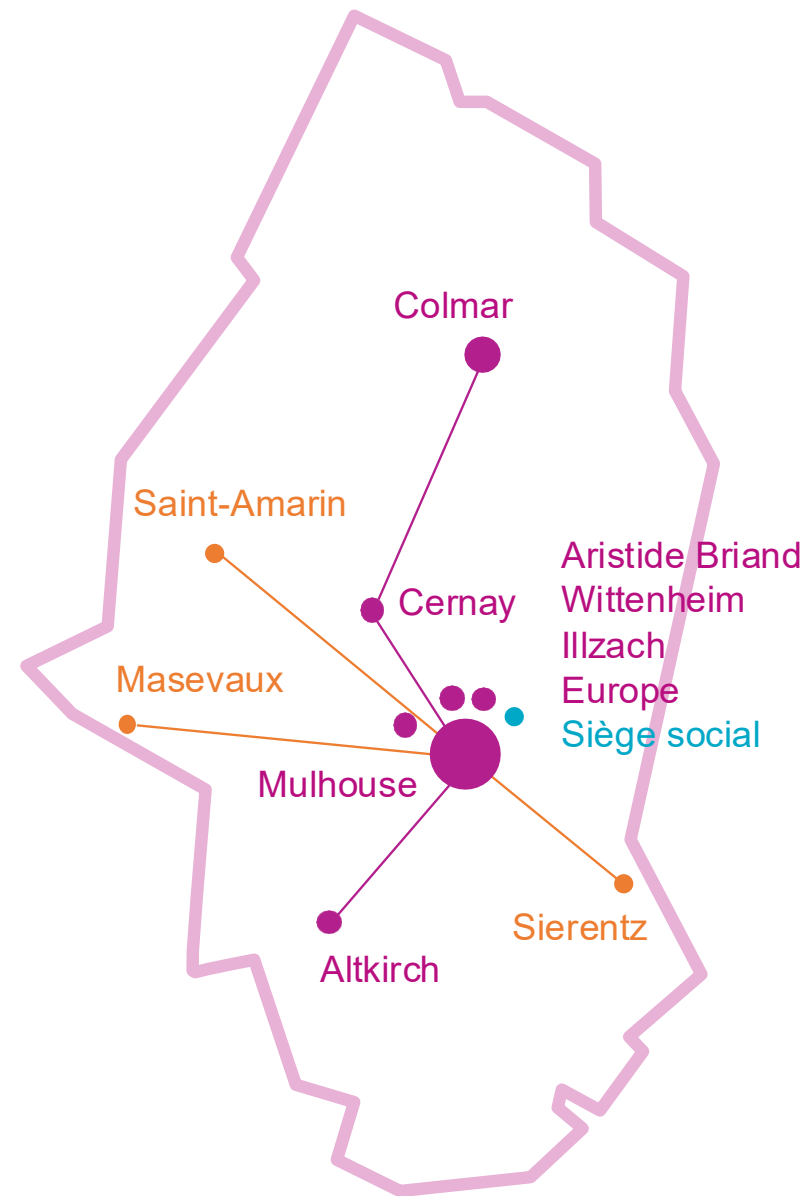 Colmar
Saint-Amarin
Aristide Briand
Cernay
Wittenheim
Illzach
Masevaux
Europe
Siège social
Mulhouse
Sierentz
Altkirch